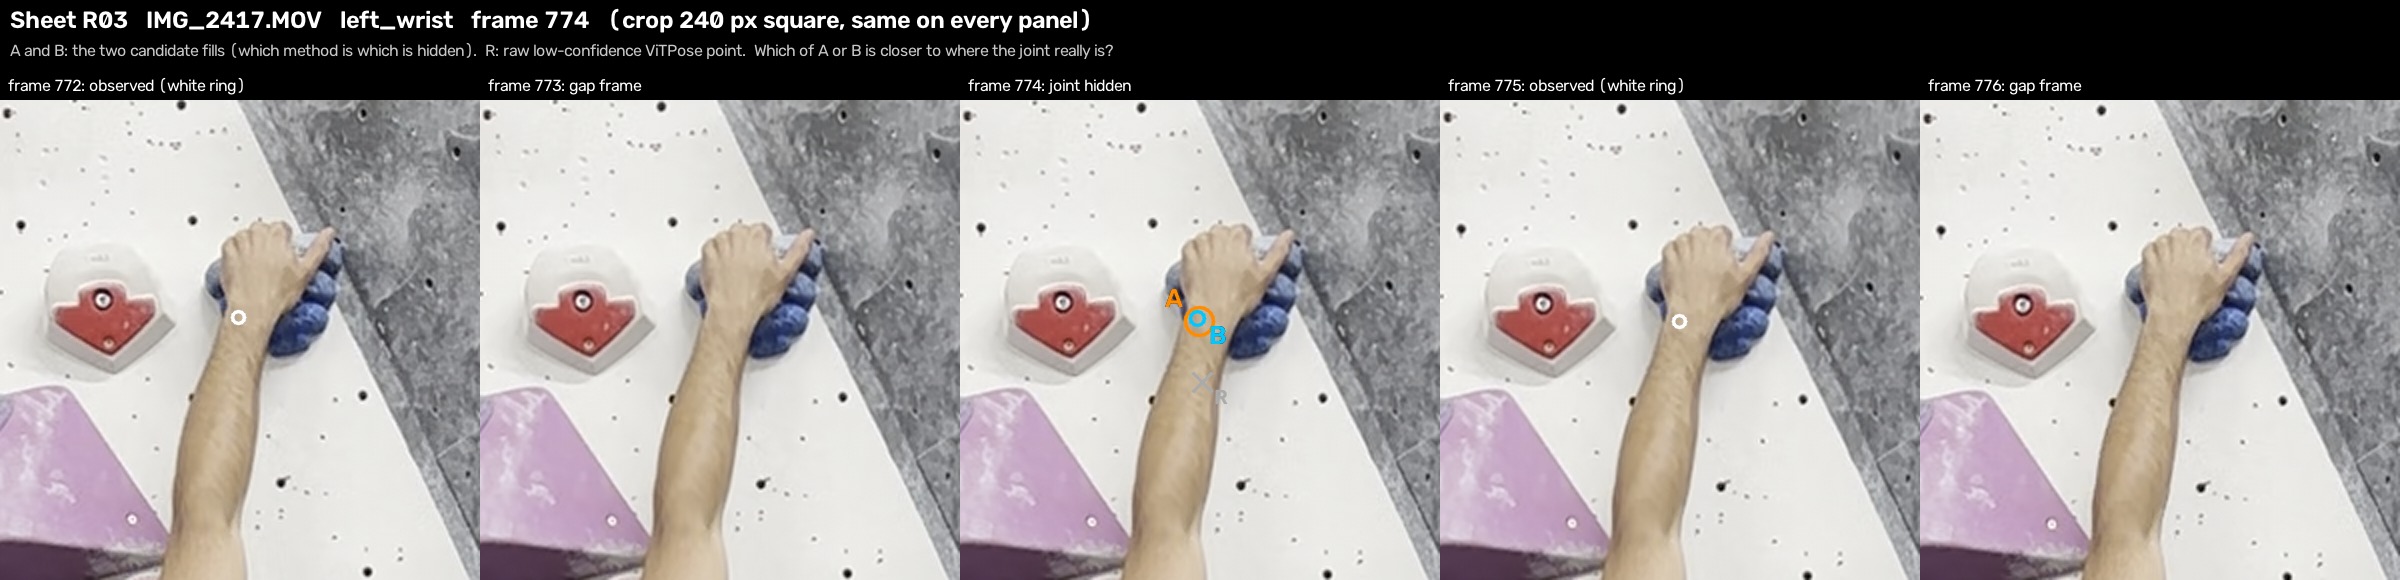 Sheet R03 IMG_2417.MOV left_wrist frame 774 (crop 240 px square, same on every panel)
A and B: the two candidate fills (which method is which is hidden). R: raw low-confidence ViTPose point. Which of A or B is closer to where the joint really is?
frame 772: observed (white ring)
frame 773: gap frame
frame 774: joint hidden
frame 775: observed (white ring)
frame 776: gap frame
A
B
R